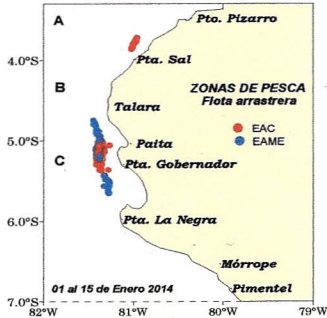 A
Pto. Pizarro
4.0°S
Pta. Sal
B
ZONAS DE PESCA
Flota arrastrera
Talara
EAC
EAME
5.0°S
Paita
C
Pta. Gobernador
6.0°S
Pta. La Negra
Mórrope
01 al 15 de Enero 2014
Pimentel
7.0°S
82°W
81°W
80°W
79°W